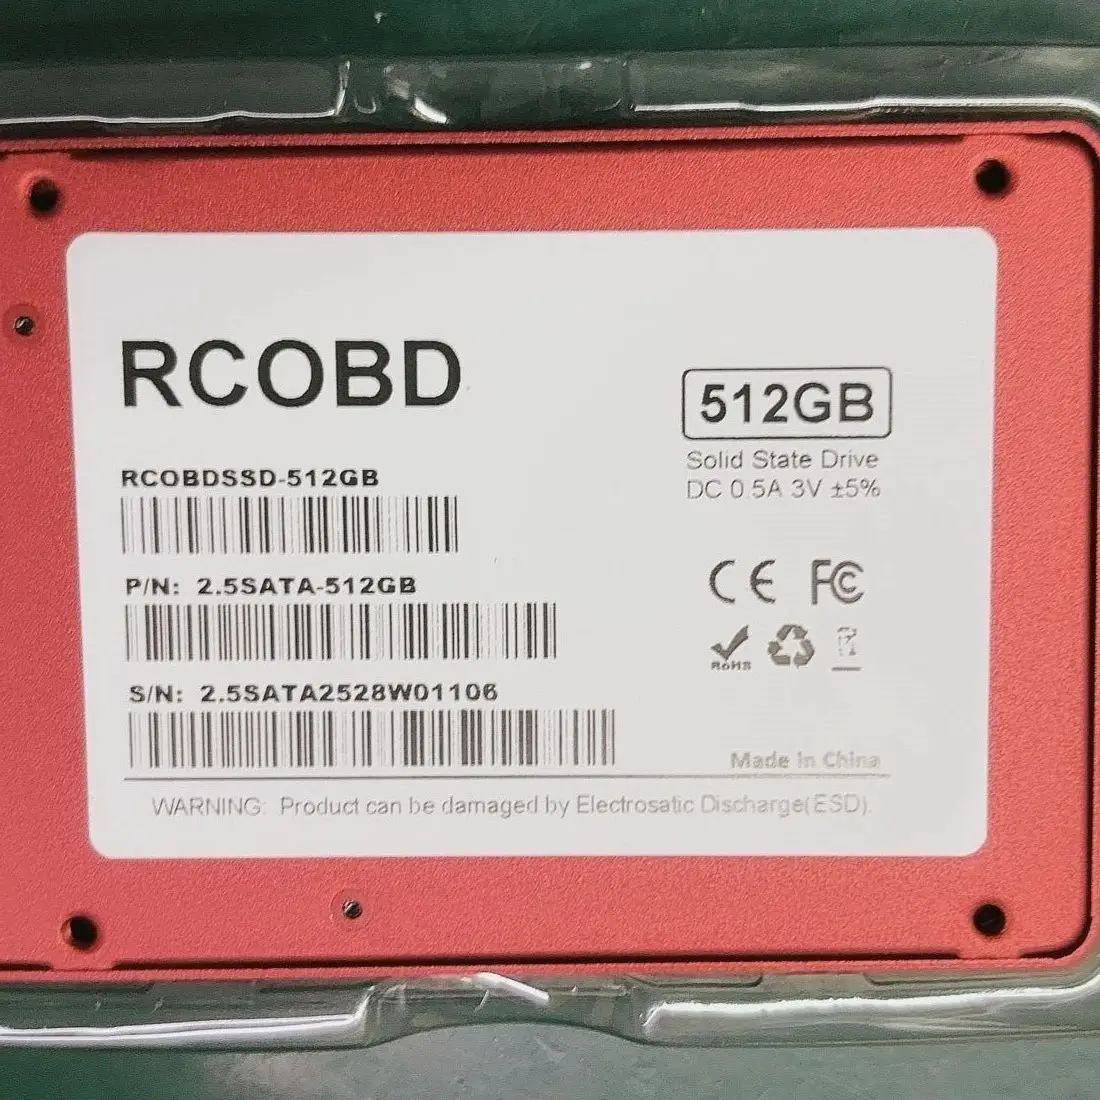 RCOBD
512GB
Solid State Drive
DC 0.5A 3V ±5%
RCOBDSSD-512GB
P/N: 2.5SATA-512GB
S/N: 2.5SATA2528W01106
CE FC
RoHS
Made in China
WARNING: Product can be damaged by Electrosatic Discharge(ESD).